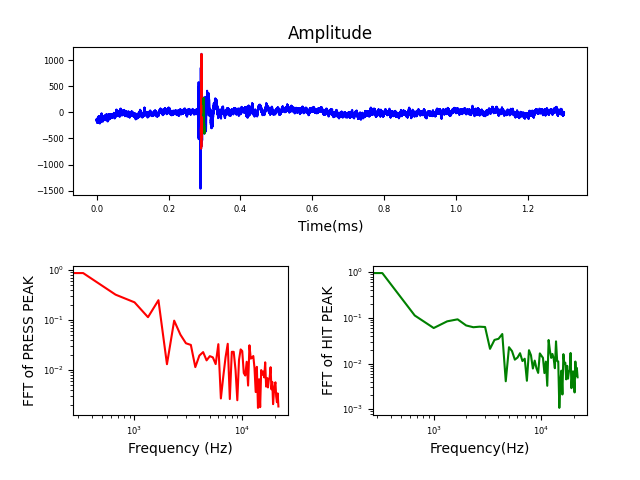 Amplitude
1000
500
0
−500
−1000
−1500
0.0 0.2 0.4 0.6 0.8 1.0 1.2
Time(ms)
FFT of PRESS PEAK
10⁰
10⁻¹
10⁻²
10³ 10⁴
Frequency (Hz)
FFT of HIT PEAK
10⁰
10⁻¹
10⁻²
10⁻³
10³ 10⁴
Frequency(Hz)